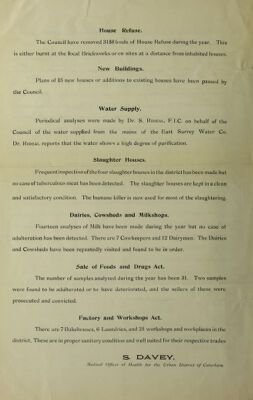 House Refuse.
The Council have removed 3188 loads of House Refuse during the year. This
is either burnt at the local Brickworks or on sites at a distance from inhabited houses.
New Buildings.
Plans of 15 new houses or additions to existing houses have been passed by
the Council.
Water Supply.
Periodical analyses were made by Dr. S. Rideal, F.I.C. on behalf of the
Council of the water supplied from the mains of the East Surrey Water Co.
Dr. Rideal reports that the water shows a high degree of purification.
Slaughter Houses.
Frequent inspection of the four slaughter houses in the district has been made but
no case of tuberculous meat has been detected. The slaughter houses are kept in a clean
and satisfactory condition. The humane killer is now used for most of the slaughtering.
Dairies, Cowsheds and Milkshops.
Fourteen analyses of Milk have been made during the year but no case of
adulteration has been detected. There are 7 Cowkeepers and 12 Dairymen. The Dairies
and Cowsheds have been repeatedly visited and found to be in order.
Sale of Foods and Drugs Act.
The number of samples analysed during the year has been 31. Two samples
were found to be adulterated or to have deteriorated, and the sellers of these were
prosecuted and convicted.
Factory and Workshops Act.
There are 7 Bakehouses, 6 Laundries, and 23 workshops and workplaces in the
district. These are in proper sanitary condition and well suited for their respective trades
S. DAVEY,
Medical Officer of Health for the Urban District of Caterham.